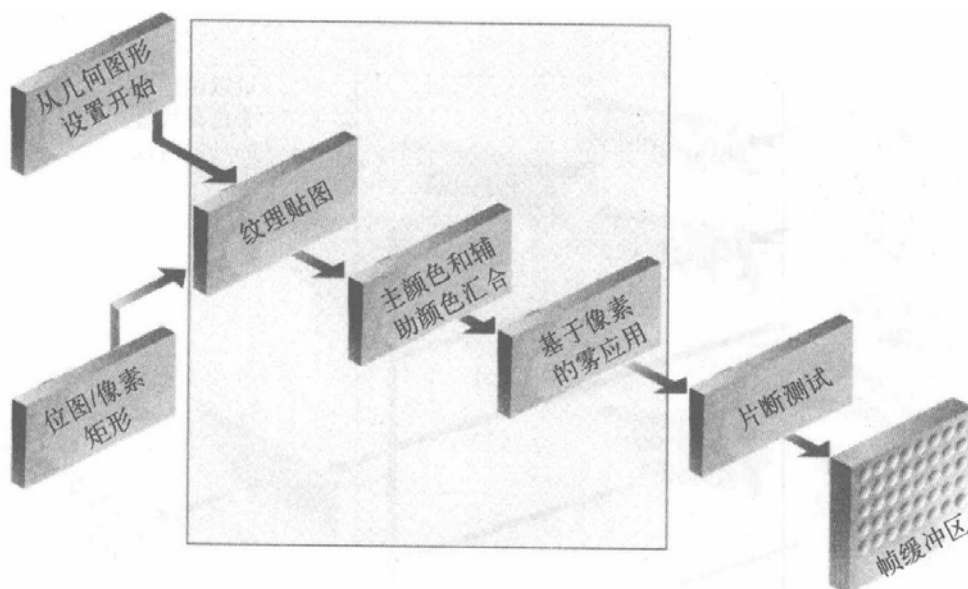 从几何图形
设置开始
纹理贴图
主颜色和辅
助颜色汇合
基于像素
的雾应用
位图/像素
矩形
片断测试
帧缓冲区